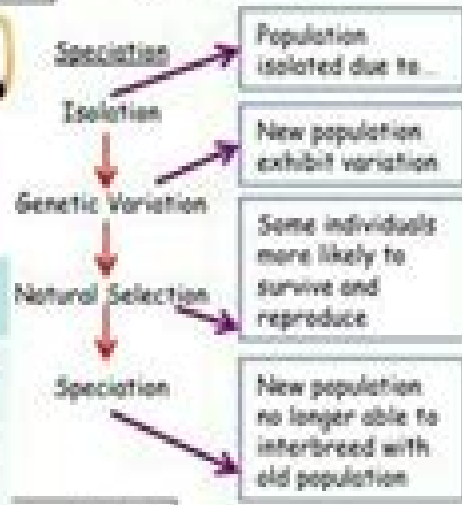 Speciation
Population
isolated due to...
Isolation
New population
exhibit variation
Genetic Variation
Some individuals
more likely to
survive and
reproduce
Natural Selection
Speciation
New population
no longer able to
interbreed with
old population